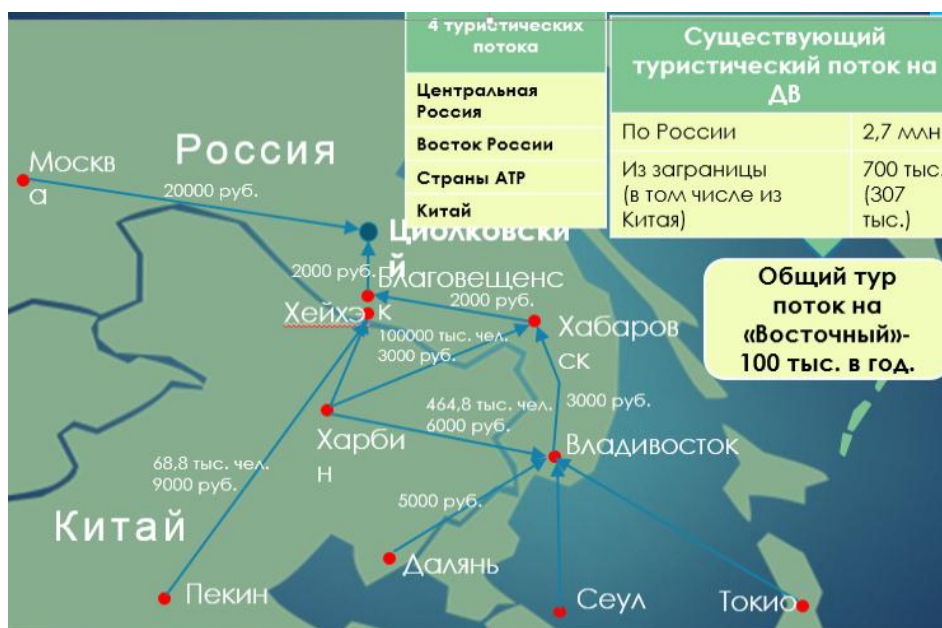 4 туристических
потока
Центральная
Россия
Восток России
Страны АТР
Китай
Существующий
туристический поток на
ДВ
По России
2,7 млн
Из заграницы
(в том числе из
Китая)
700 тыс.
(307
тыс.)
Общий тур
поток на
«Восточный»-
100 тыс. в год.
Россия
Москв
а
20000 руб.
Циолковски
й
2000 руб.
Благовещенс
к
2000 руб.
Хейхэ
100000 тыс. чел.
3000 руб.
Хабаров
ск
464,8 тыс. чел.
6000 руб.
3000 руб.
Харби
н
Владивосток
68,8 тыс. чел.
9000 руб.
5000 руб.
Китай
Далянь
Пекин
Сеул
Токио